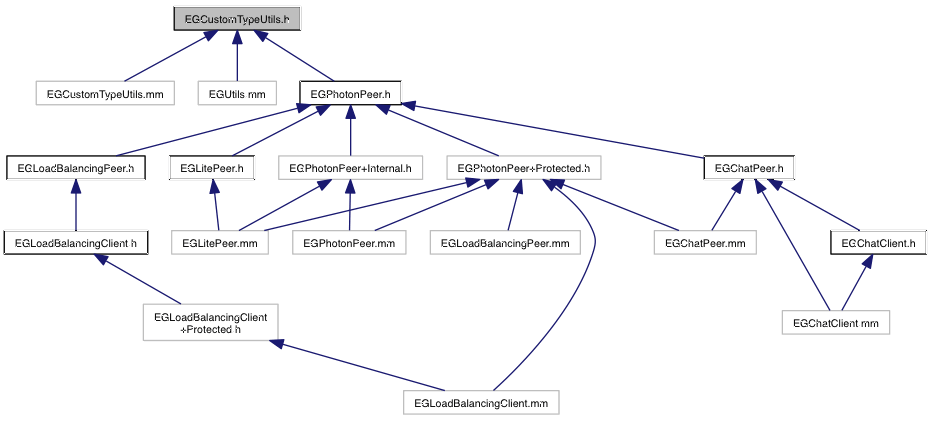 EGCustomTypeUtils.h
EGCustomTypeUtils.mm
EGUtils.mm
EGPhotonPeer.h
EGLoadBalancingPeer.h
EGLitePeer.h
EGPhotonPeer+Internal.h
EGPhotonPeer+Protected.h
EGChatPeer.h
EGLoadBalancingClient.h
EGLitePeer.mm
EGPhotonPeer.mm
EGLoadBalancingPeer.mm
EGChatPeer.mm
EGChatClient.h
EGLoadBalancingClient
+Protected.h
EGChatClient.mm
EGLoadBalancingClient.mm